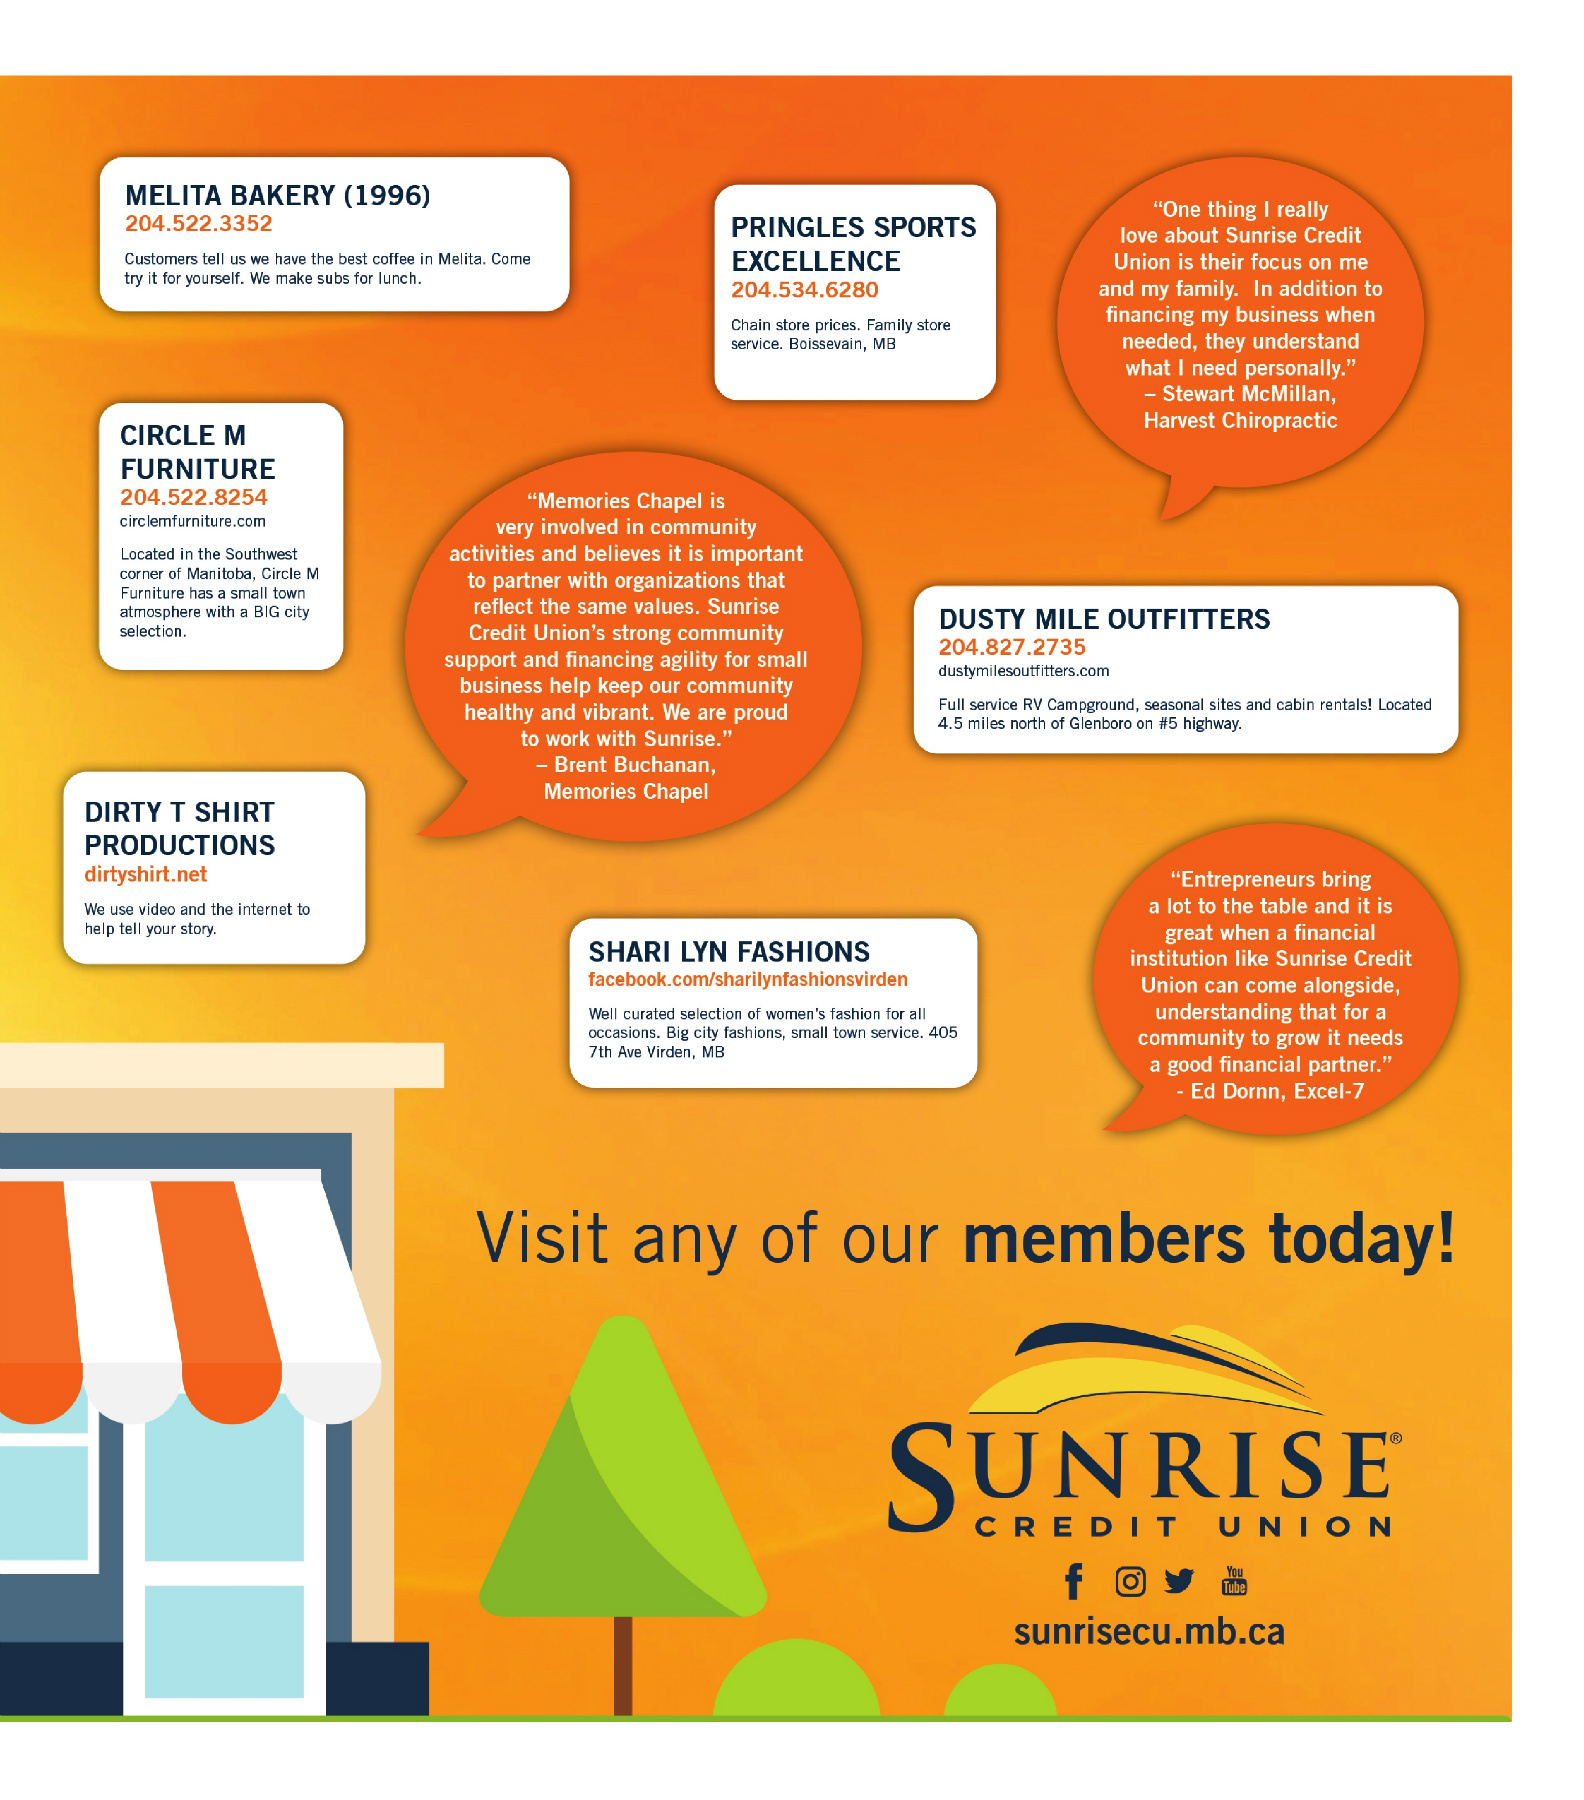 MELITA BAKERY (1996)
204.522.3352
Customers tell us we have the best coffee in Melita. Come
try it for yourself. We make subs for lunch.
PRINGLES SPORTS
EXCELLENCE
204.534.6280
Chain store prices. Family store
service. Boissevain, MB
“One thing I really
love about Sunrise Credit
Union is their focus on me
and my family.  In addition to
financing my business when
needed, they understand
what I need personally.”
– Stewart McMillan,
Harvest Chiropractic
CIRCLE M
FURNITURE
204.522.8254
circlemfurniture.com
Located in the Southwest
corner of Manitoba, Circle M
Furniture has a small town
atmosphere with a BIG city
selection.
“Memories Chapel is
very involved in community
activities and believes it is important
to partner with organizations that
reflect the same values. Sunrise
Credit Union’s strong community
support and financing agility for small
business help keep our community
healthy and vibrant. We are proud
to work with Sunrise.”
– Brent Buchanan,
Memories Chapel
DUSTY MILE OUTFITTERS
204.827.2735
dustymilesoutfitters.com
Full service RV Campground, seasonal sites and cabin rentals! Located
4.5 miles north of Glenboro on #5 highway.
DIRTY T SHIRT
PRODUCTIONS
dirtyshirt.net
We use video and the internet to
help tell your story.
SHARI LYN FASHIONS
facebook.com/sharilynfashionsvirden
Well curated selection of women’s fashion for all
occasions. Big city fashions, small town service. 405
7th Ave Virden, MB
“Entrepreneurs bring
a lot to the table and it is
great when a financial
institution like Sunrise Credit
Union can come alongside,
understanding that for a
community to grow it needs
a good financial partner.”
- Ed Dornn, Excel-7
Visit any of our members today!
SUNRISE®
CREDIT UNION
You
Tube
sunrisecu.mb.ca